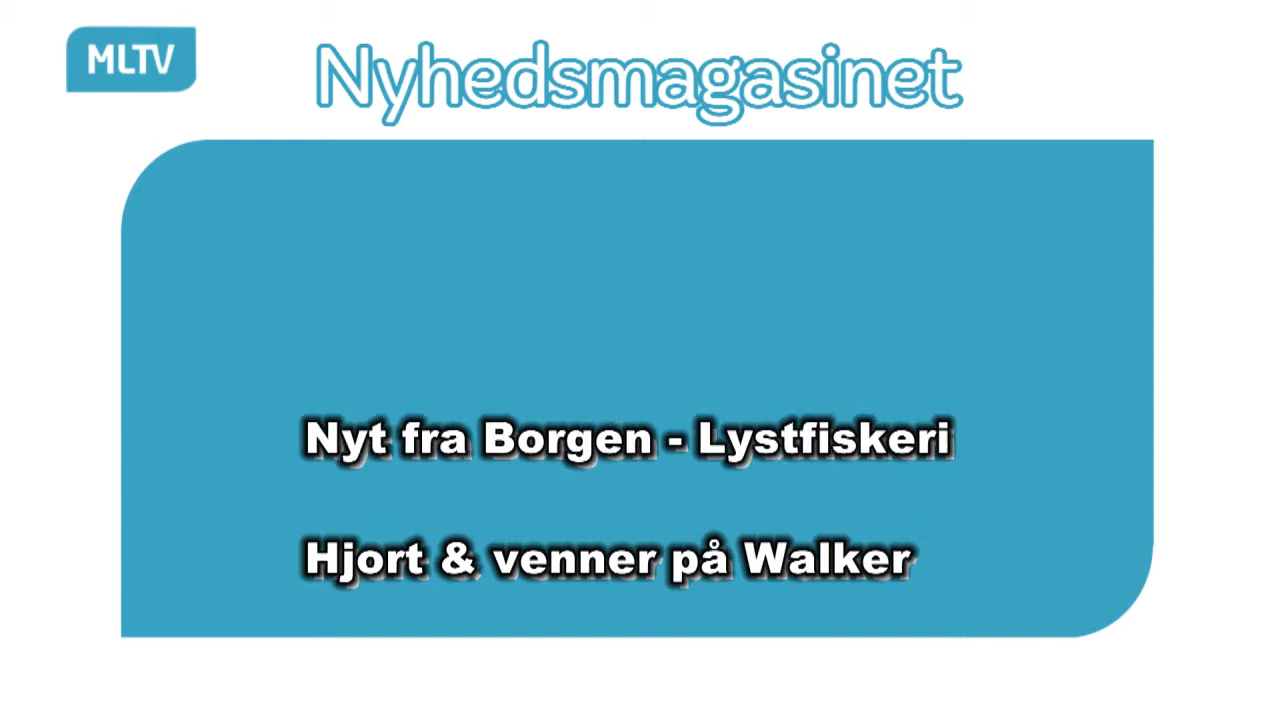 MLTV
Nyhedsmagasinet
Nyt fra Borgen - Lystfiskeri
Hjort & venner på Walker